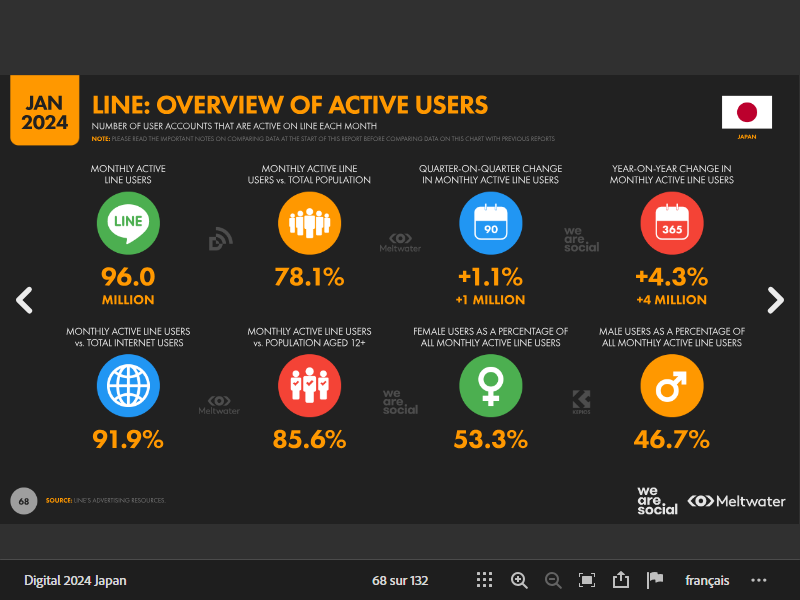 JAN
2024
LINE: OVERVIEW OF ACTIVE USERS
NUMBER OF USER ACCOUNTS THAT ARE ACTIVE ON LINE EACH MONTH
NOTE: PLEASE READ THE IMPORTANT NOTES ON COMPARING DATA AT THE START OF THIS REPORT BEFORE COMPARING DATA ON THIS CHART WITH PREVIOUS REPORTS
JAPAN
MONTHLY ACTIVE
LINE USERS
LINE
96.0
MILLION
MONTHLY ACTIVE LINE
USERS vs. TOTAL POPULATION
78.1%
QUARTER-ON-QUARTER CHANGE
IN MONTHLY ACTIVE LINE USERS
90
+1.1%
+1 MILLION
YEAR-ON-YEAR CHANGE IN
MONTHLY ACTIVE LINE USERS
365
+4.3%
+4 MILLION
Meltwater
we
are
social
MONTHLY ACTIVE LINE USERS
vs. TOTAL INTERNET USERS
91.9%
MONTHLY ACTIVE LINE USERS
vs. POPULATION AGED 12+
85.6%
FEMALE USERS AS A PERCENTAGE OF
ALL MONTHLY ACTIVE LINE USERS
53.3%
MALE USERS AS A PERCENTAGE OF
ALL MONTHLY ACTIVE LINE USERS
46.7%
Meltwater
we
are
social
KEPIOS
68
SOURCE: LINE'S ADVERTISING RESOURCES.
we
are
social
Meltwater
Digital 2024 Japan
68 sur 132
français